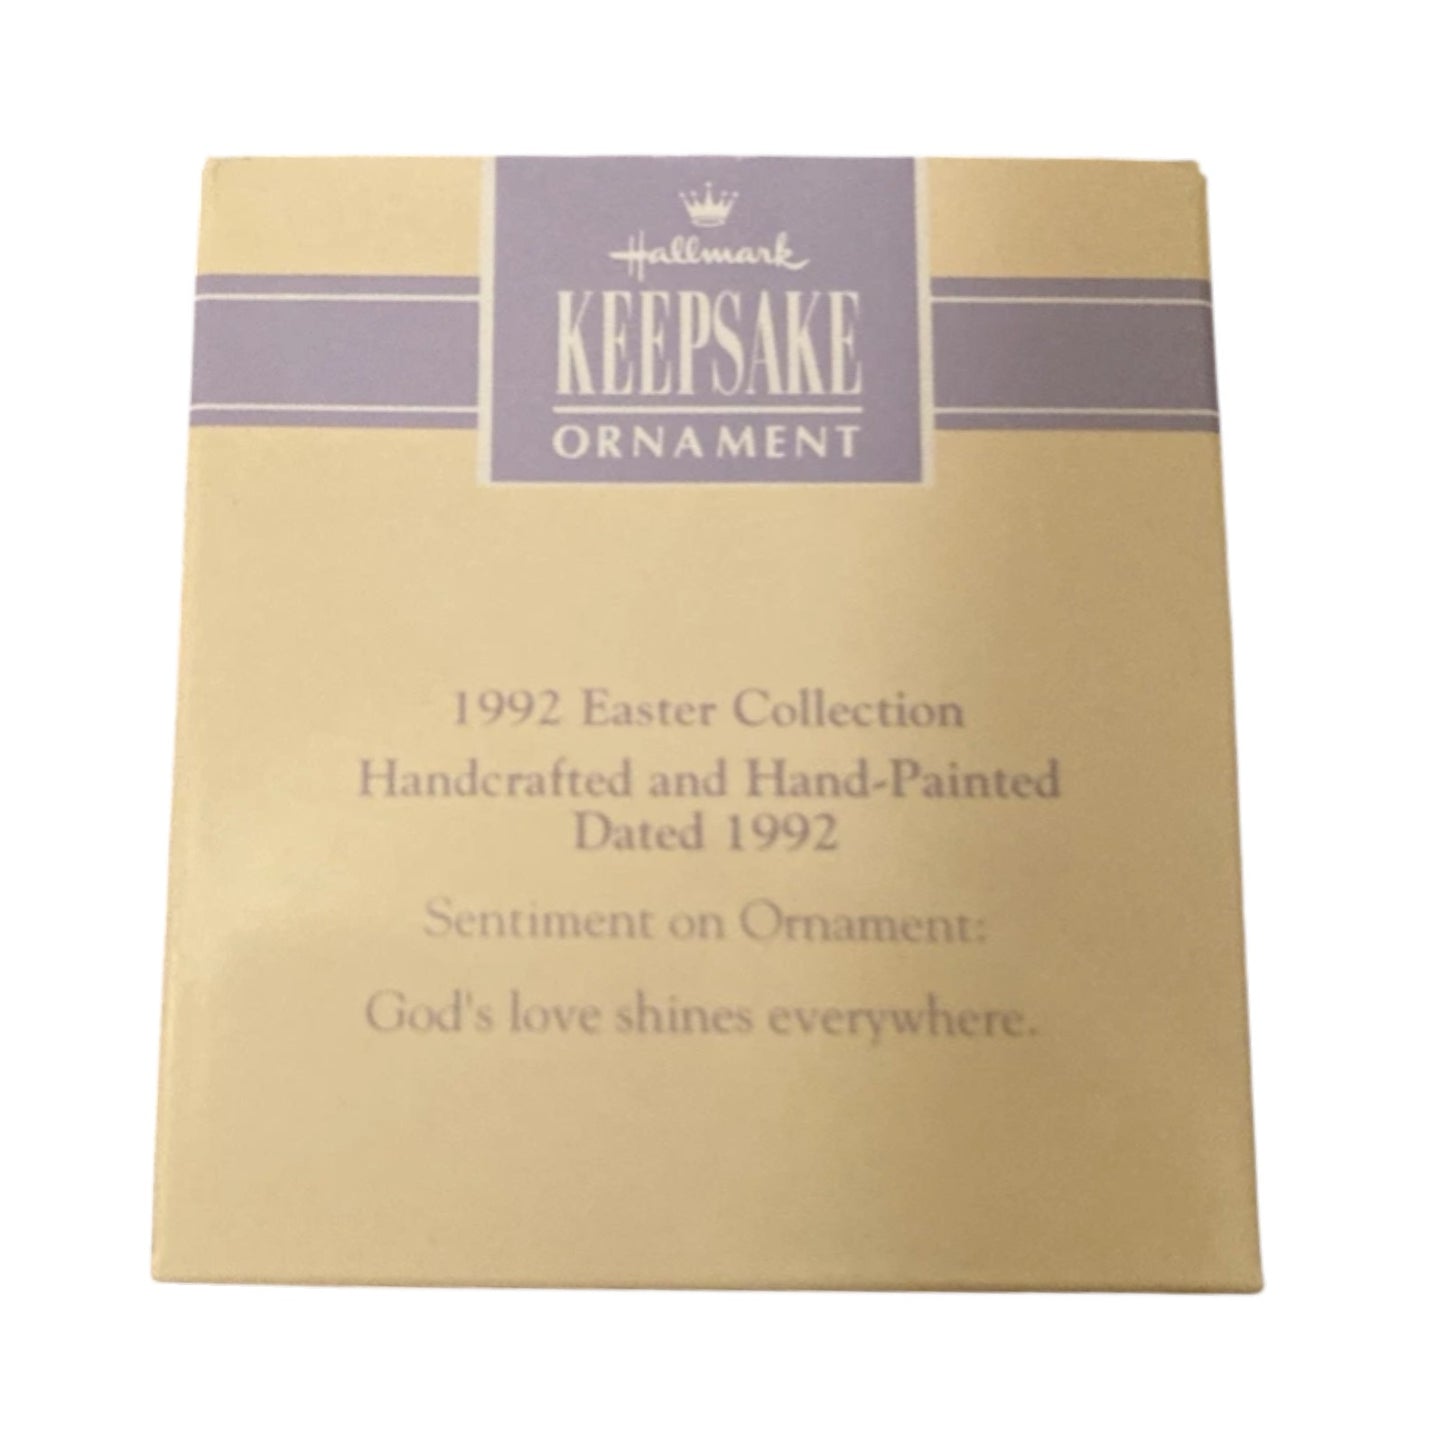 Hallmark
KEEPSAKE
ORNAMENT
1992 Easter Collection
Handcrafted and Hand-Painted
Dated 1992
Sentiment on Ornament:
God's love shines everywhere.